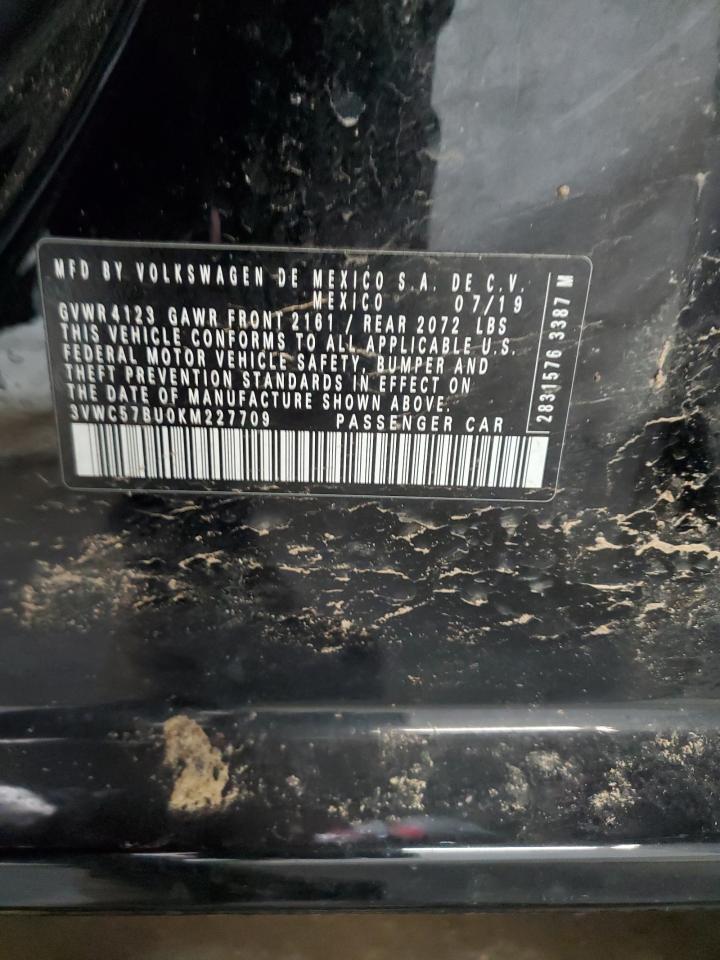 MFD BY VOLKSWAGEN DE MEXICO S.A. DE C.V.
MEXICO 07/19
GVWR 4123 GAWR FRONT 2161 / REAR 2072 LBS
THIS VEHICLE CONFORMS TO ALL APPLICABLE U.S.
FEDERAL MOTOR VEHICLE SAFETY, BUMPER AND
THEFT PREVENTION STANDARDS IN EFFECT ON
THE DATE OF MANUFACTURE SHOWN ABOVE.
3VWC57BU0KM227709 PASSENGER CAR
2831576 3387 M